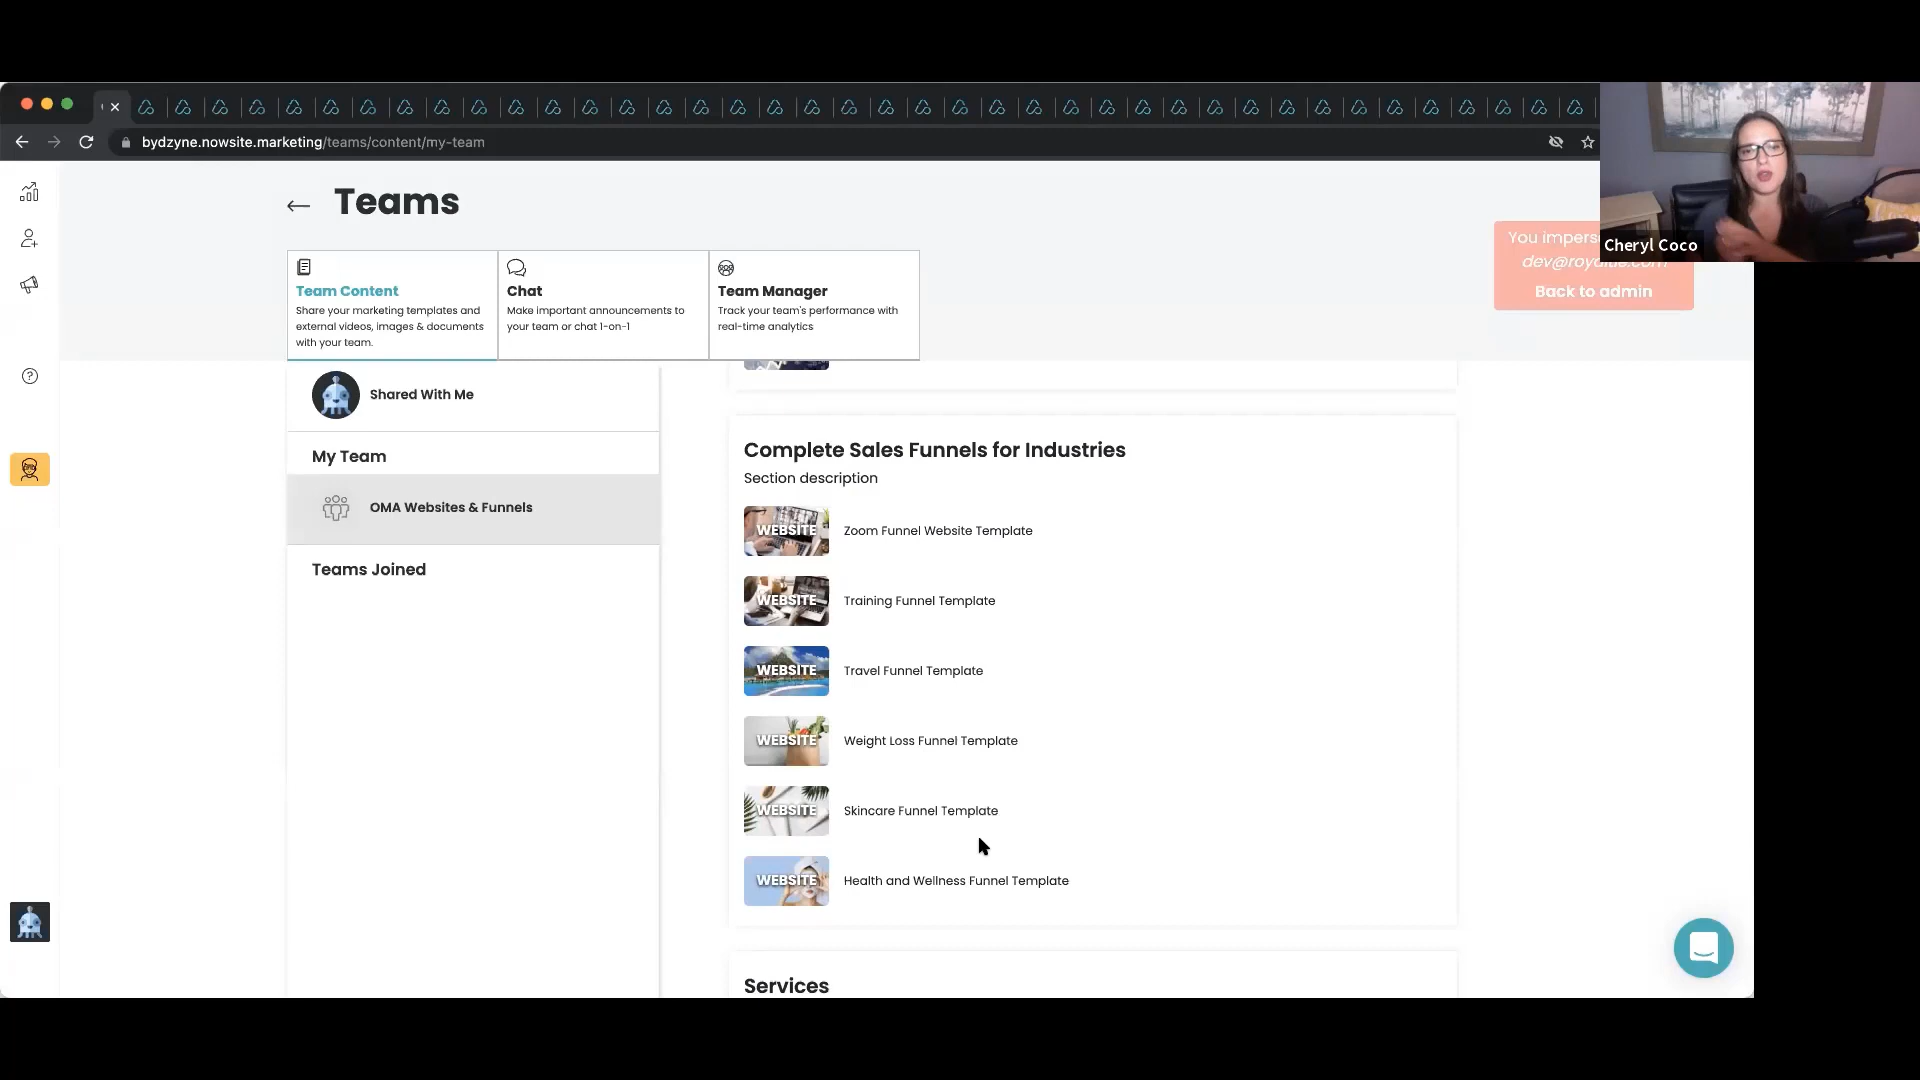 bydzyne.nowsite.marketing/teams/content/my-team
Teams
Team Content
Share your marketing templates and
external videos, images & documents
with your team.
Chat
Make important announcements to
your team or chat 1-on-1
Team Manager
Track your team's performance with
real-time analytics
You impers
Back to admin
Cheryl Coco
Shared With Me
My Team
OMA Websites & Funnels
Teams Joined
Complete Sales Funnels for Industries
Section description
WEBSITE
Zoom Funnel Website Template
WEBSITE
Training Funnel Template
WEBSITE
Travel Funnel Template
WEBSITE
Weight Loss Funnel Template
WEBSITE
Skincare Funnel Template
WEBSITE
Health and Wellness Funnel Template
Services